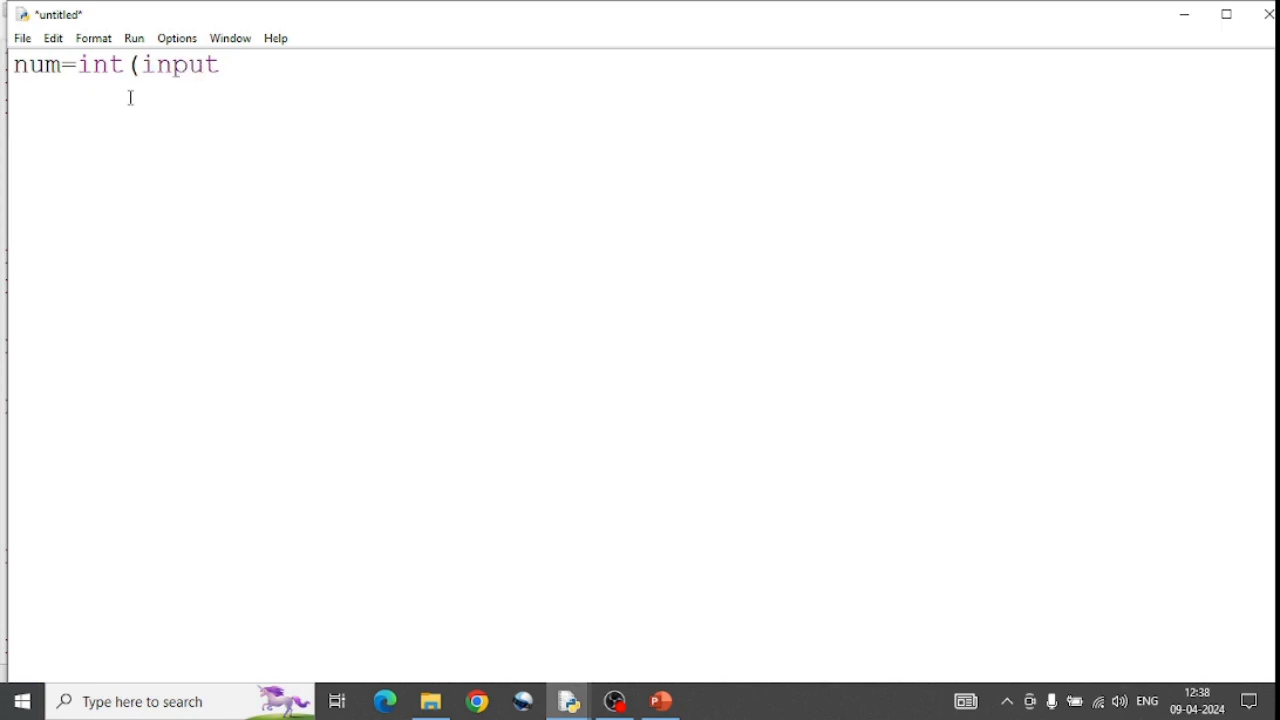 *untitled*
File Edit Format Run Options Window Help
num=int(input
Type here to search
ENG
12:38
09-04-2024